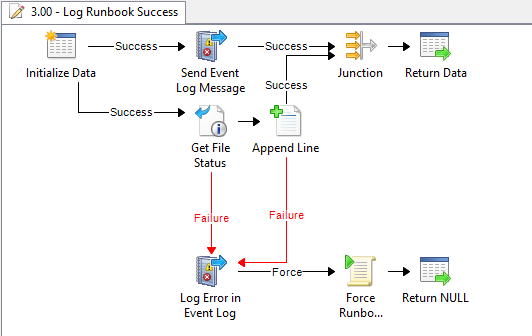 3.00 - Log Runbook Success
Success
Success
Initialize Data
Send Event
Log Message
Junction
Return Data
Success
Success
Get File
Status
Append Line
Failure
Failure
Force
Log Error in
Event Log
Force
Runbo...
Return NULL